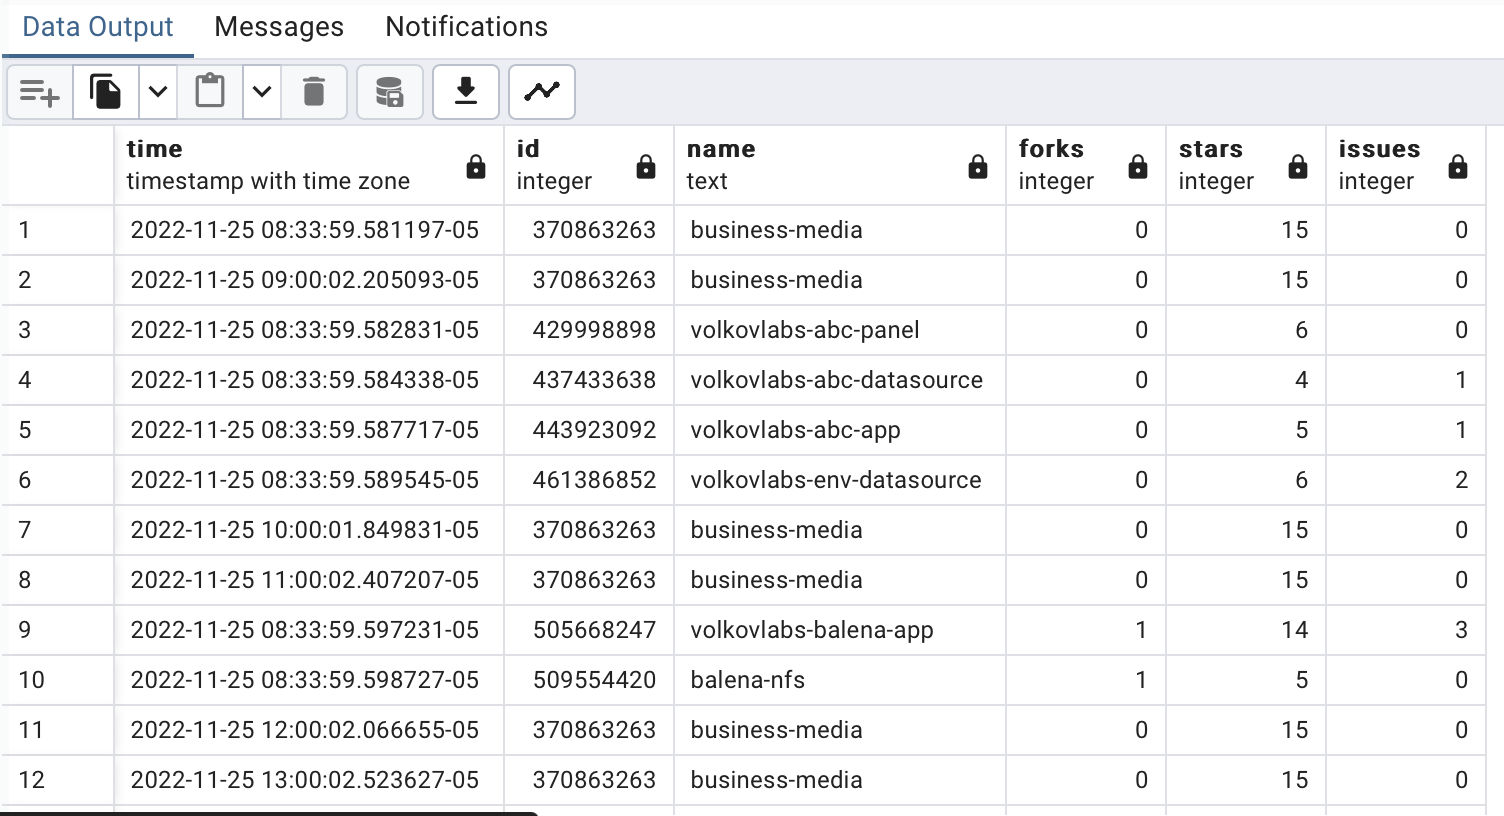 Data Output Messages Notifications
time id name forks stars issues
timestamp with time zone integer text integer integer integer
1 2022-11-25 08:33:59.581197-05 370863263 business-media 0 15 0
2 2022-11-25 09:00:02.205093-05 370863263 business-media 0 15 0
3 2022-11-25 08:33:59.582831-05 429998898 volkovlabs-abc-panel 0 6 0
4 2022-11-25 08:33:59.584338-05 437433638 volkovlabs-abc-datasource 0 4 1
5 2022-11-25 08:33:59.587717-05 443923092 volkovlabs-abc-app 0 5 1
6 2022-11-25 08:33:59.589545-05 461386852 volkovlabs-env-datasource 0 6 2
7 2022-11-25 10:00:01.849831-05 370863263 business-media 0 15 0
8 2022-11-25 11:00:02.407207-05 370863263 business-media 0 15 0
9 2022-11-25 08:33:59.597231-05 505668247 volkovlabs-balena-app 1 14 3
10 2022-11-25 08:33:59.598727-05 509554420 balena-nfs 1 5 0
11 2022-11-25 12:00:02.066655-05 370863263 business-media 0 15 0
12 2022-11-25 13:00:02.523627-05 370863263 business-media 0 15 0